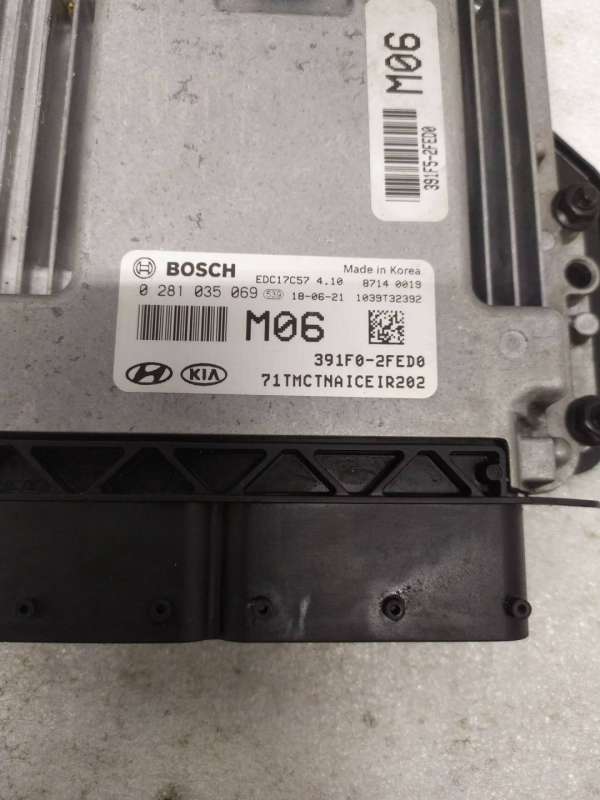 M06
391F5-2FED0
BOSCH EDC17C57 4.10 Made in Korea
8714 0019
0 281 035 069 18-06-21 1039T32392
M06
391F0-2FED0
KIA 71TMCTNAICEIR202